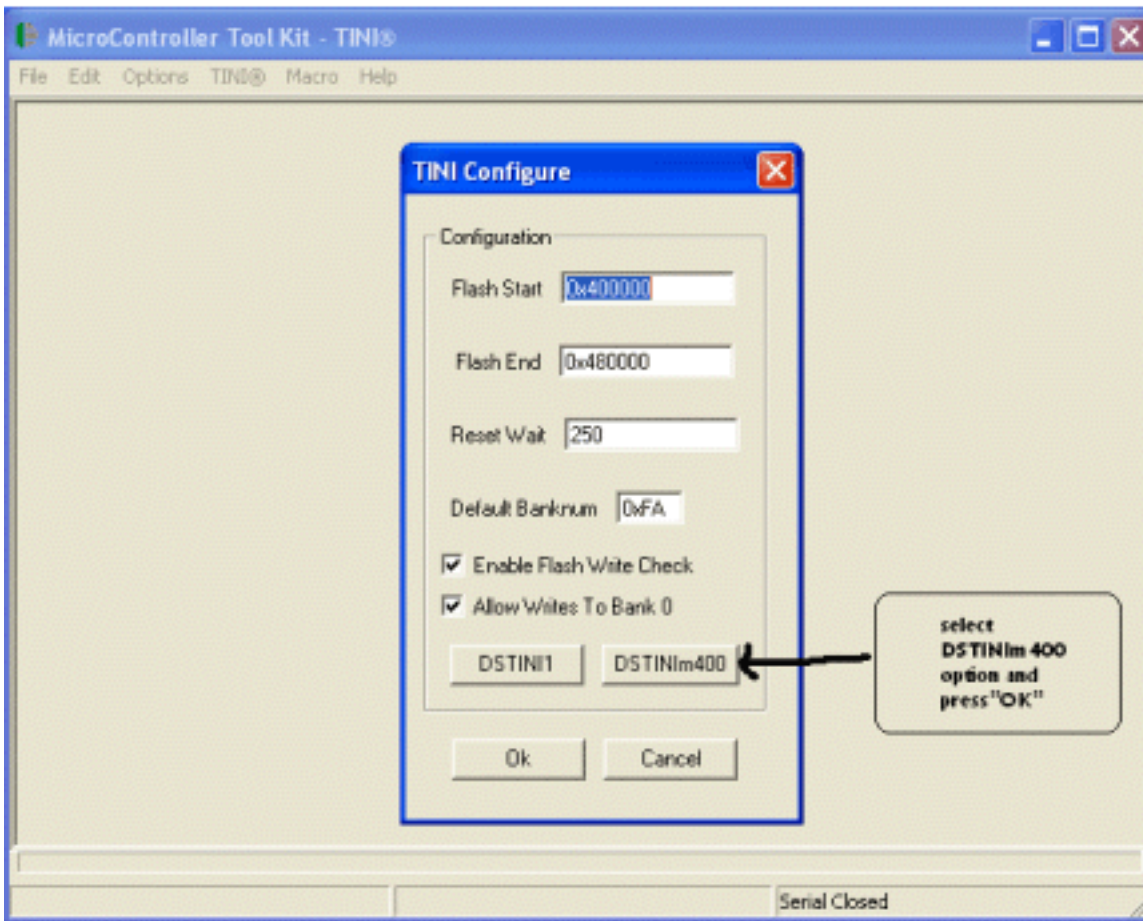 MicroController Tool Kit - TINI®
File Edit Options TINI® Macro Help
TINI Configure
Configuration
Flash Start 0x400000
Flash End 0x480000
Reset Wait 250
Default Banknum 0xFA
Enable Flash Write Check
Allow Writes To Bank 0
DSTINI1 DSTINIm400
select
DSTINIm 400
option and
press"OK"
Ok Cancel
Serial Closed